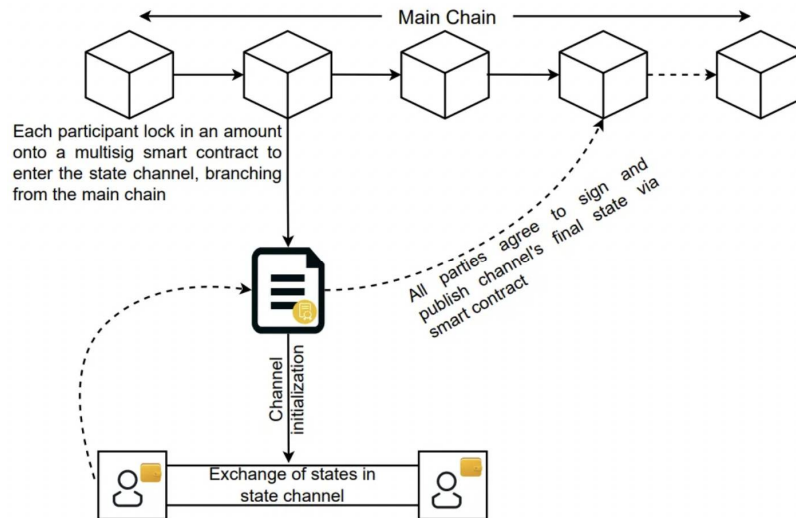 Main Chain
Each participant lock in an amount
onto a multisig smart contract to
enter the state channel, branching
from the main chain
All parties agree to sign and
publish channel's final state via
smart contract
Channel
initialization
Exchange of states in
state channel